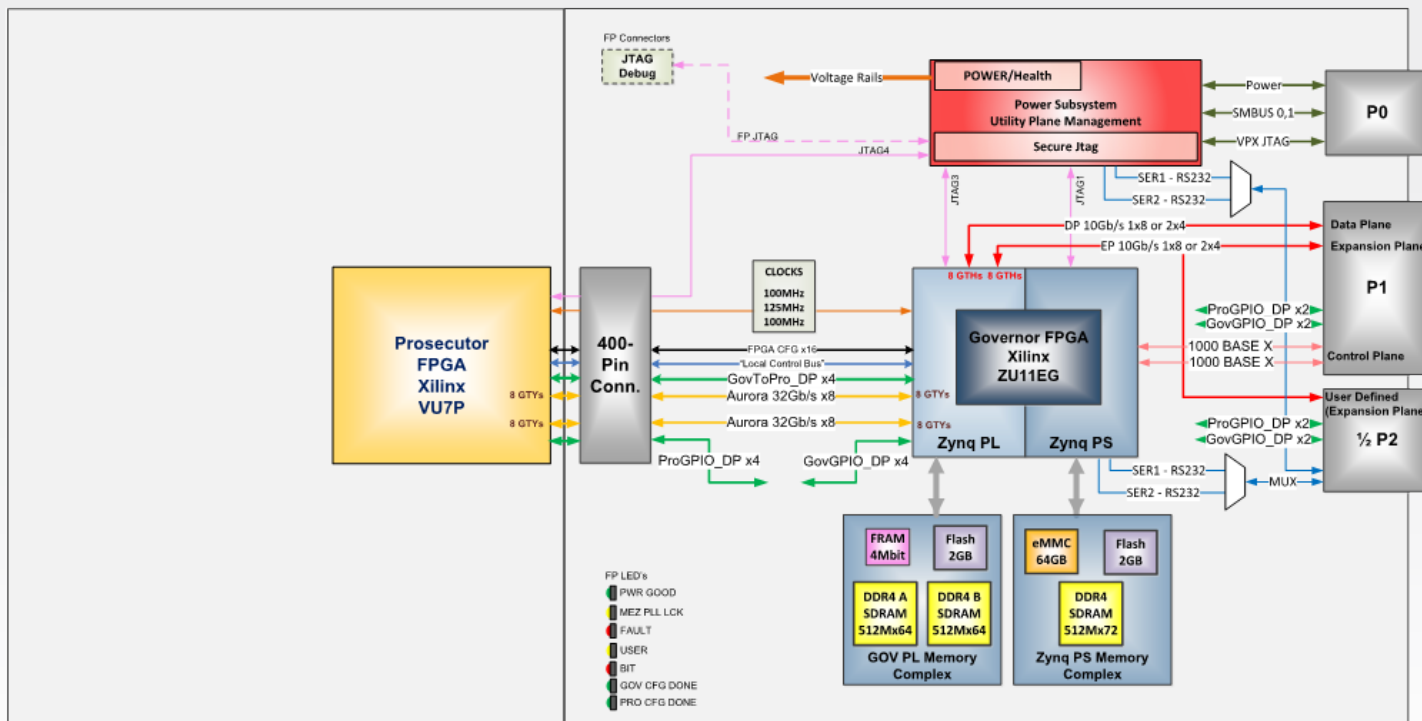 FP Connectors
JTAG
Debug
Voltage Rails
POWER/Health
Power Subsystem
Utility Plane Management
Secure Jtag
Power
SMBUS 0,1
VPX JTAG
P0
FP JTAG
JTAG4
JTAG3
JTAG1
SER1 - RS232
SER2 - RS232
DP 10Gb/s 1x8 or 2x4
EP 10Gb/s 1x8 or 2x4
Data Plane
Expansion Plane
P1
ProGPIO_DP x2
GovGPIO_DP x2
1000 BASE X
1000 BASE X
Control Plane
8 GTHs
8 GTHs
CLOCKS
100MHz
125MHz
100MHz
Prosecutor
FPGA
Xilinx
VU7P
8 GTYs
8 GTYs
400-
Pin
Conn.
FPGA CFG x16
"Local Control Bus"
GovToPro_DP x4
Aurora 32Gb/s x8
Aurora 32Gb/s x8
8 GTYs
8 GTYs
Governor FPGA
Xilinx
ZU11EG
Zynq PL
Zynq PS
ProGPIO_DP x4
GovGPIO_DP x4
User Defined
(Expansion Plane
½ P2
ProGPIO_DP x2
GovGPIO_DP x2
SER1 - RS232
SER2 - RS232
MUX
FRAM
4Mbit
Flash
2GB
DDR4 A
SDRAM
512Mx64
DDR4 B
SDRAM
512Mx64
GOV PL Memory
Complex
eMMC
64GB
Flash
2GB
DDR4
SDRAM
512Mx72
Zynq PS Memory
Complex
FP LED's
PWR GOOD
MEZ PLL LCK
FAULT
USER
BIT
GOV CFG DONE
PRO CFG DONE